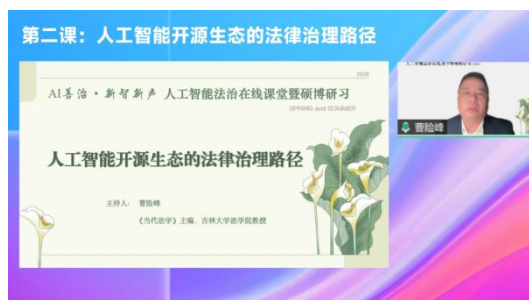 第二课：人工智能开源生态的法律治理路径
2026
AI善治·新智新声 人工智能法治在线课堂暨硕博研习
SPRING and SUMMER
人工智能开源生态的法律治理路径
主持人： 曹险峰
《当代法学》主编，吉林大学法学院教授
曹险峰